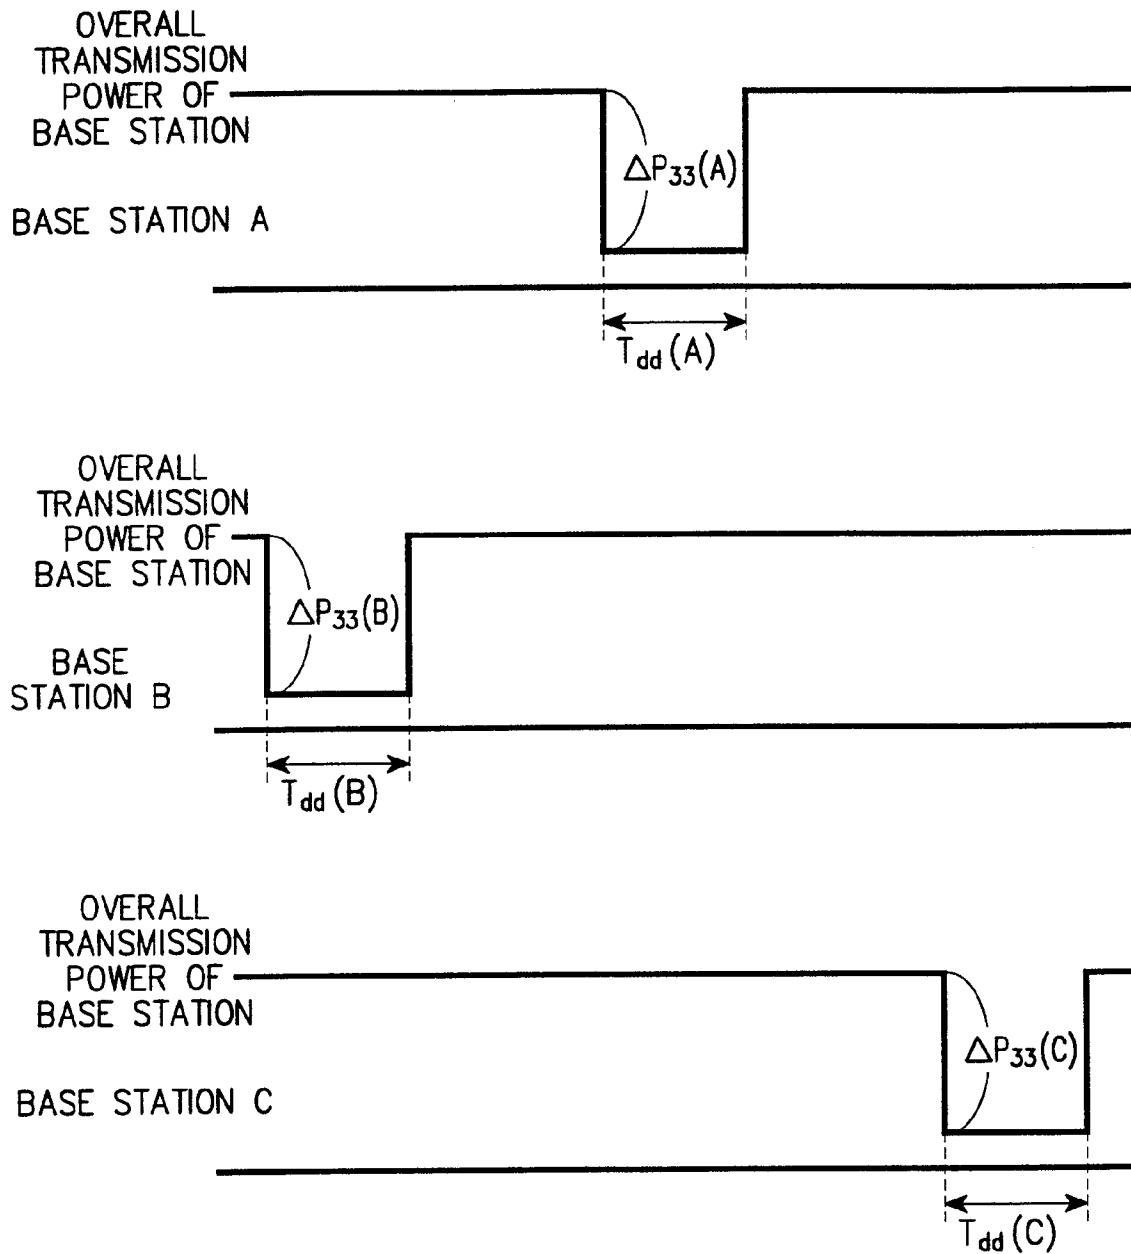 OVERALL
TRANSMISSION
POWER OF
BASE STATION
ΔP33(A)
BASE STATION A
Tdd(A)
OVERALL
TRANSMISSION
POWER OF
BASE STATION
ΔP33(B)
BASE
STATION B
Tdd(B)
OVERALL
TRANSMISSION
POWER OF
BASE STATION
ΔP33(C)
BASE STATION C
Tdd(C)